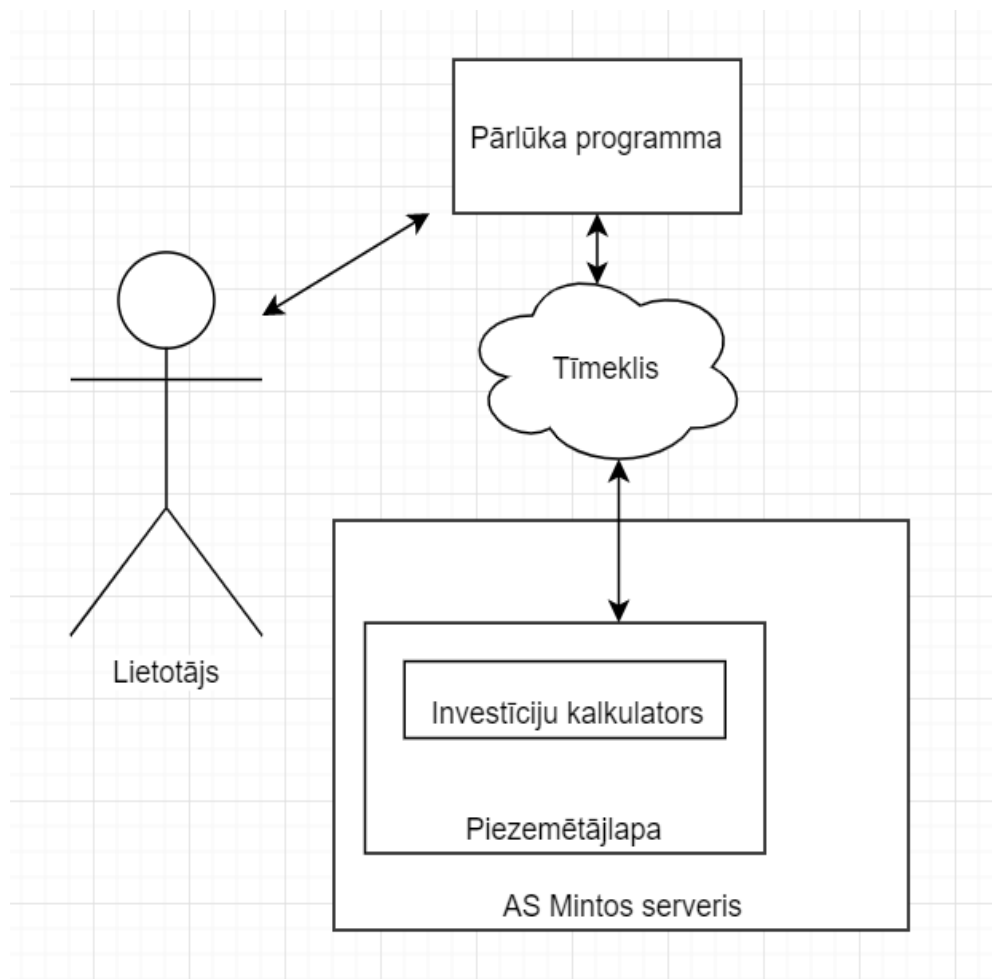 Pārlūka programma
Tīmeklis
Lietotājs
Investīciju kalkulators
Piezemētājlapa
AS Mintos serveris